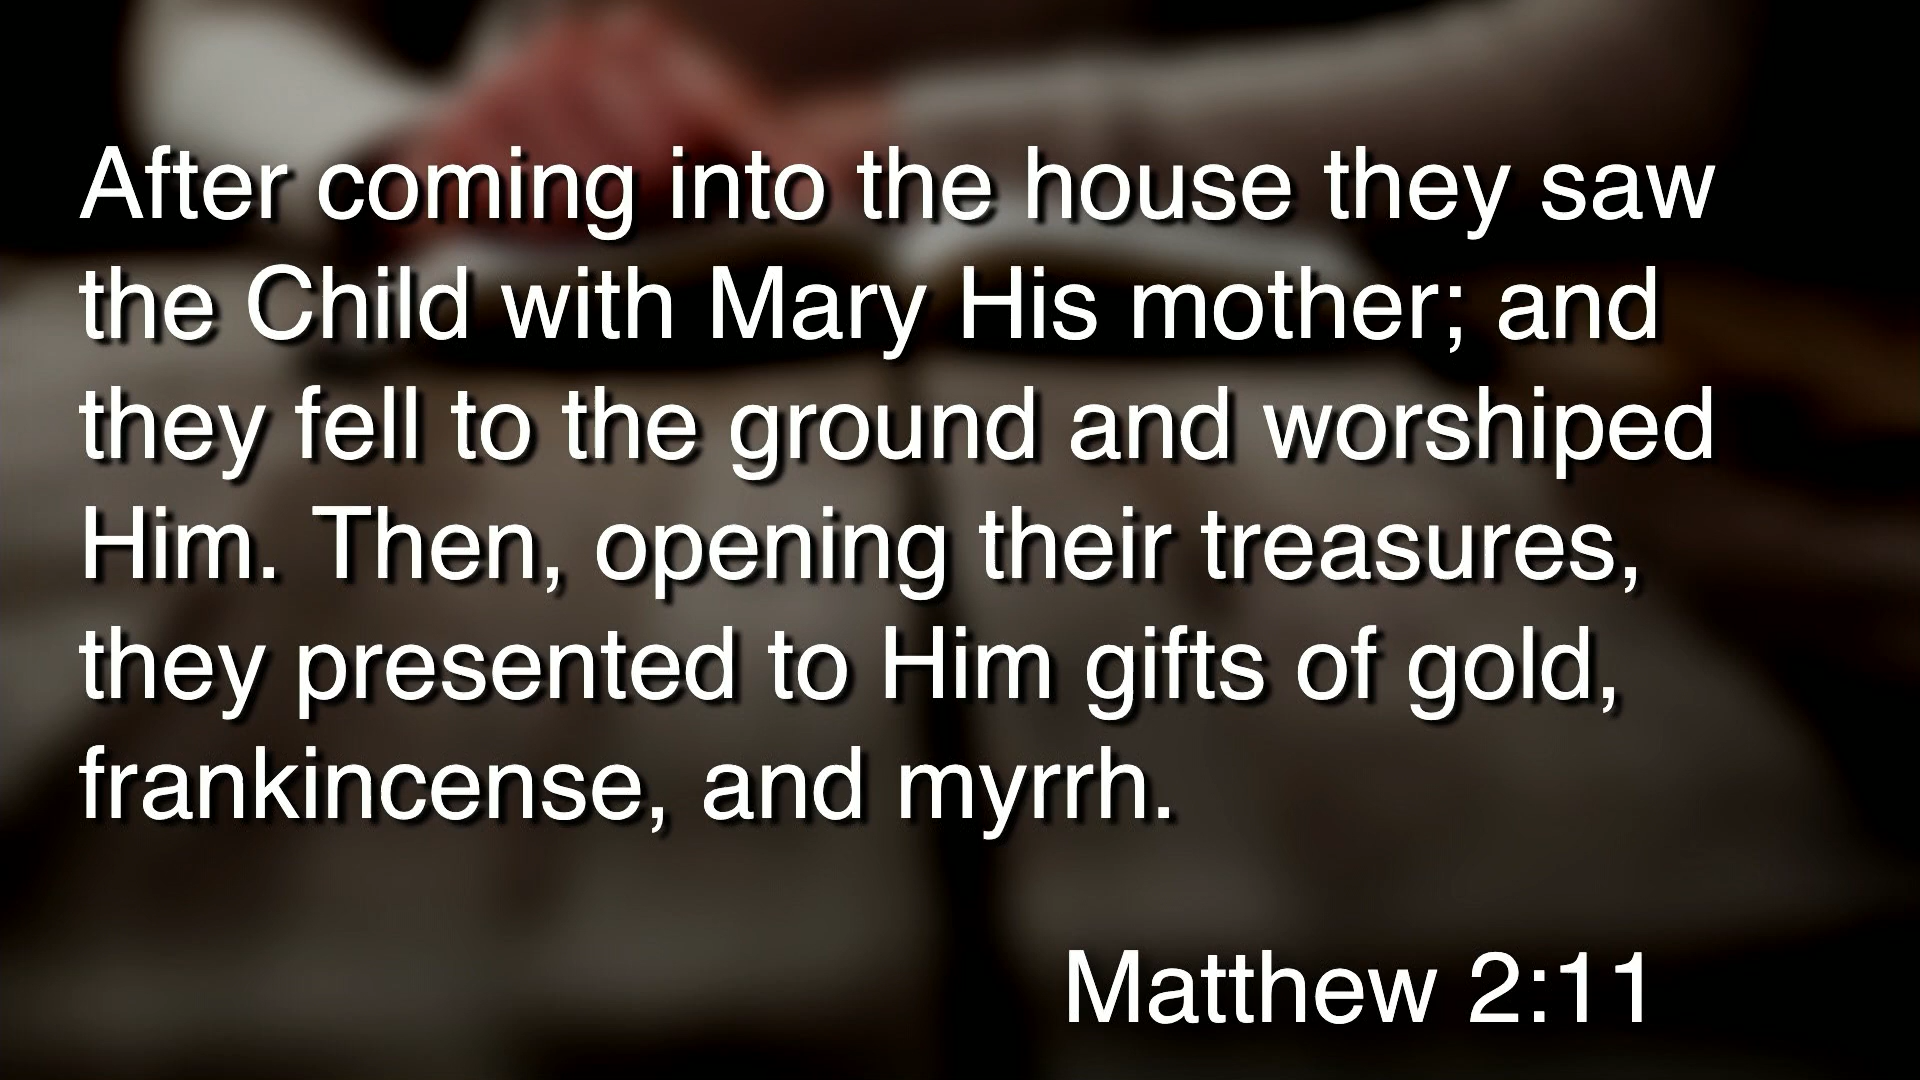 After coming into the house they saw
the Child with Mary His mother; and
they fell to the ground and worshiped
Him. Then, opening their treasures,
they presented to Him gifts of gold,
frankincense, and myrrh.
Matthew 2:11